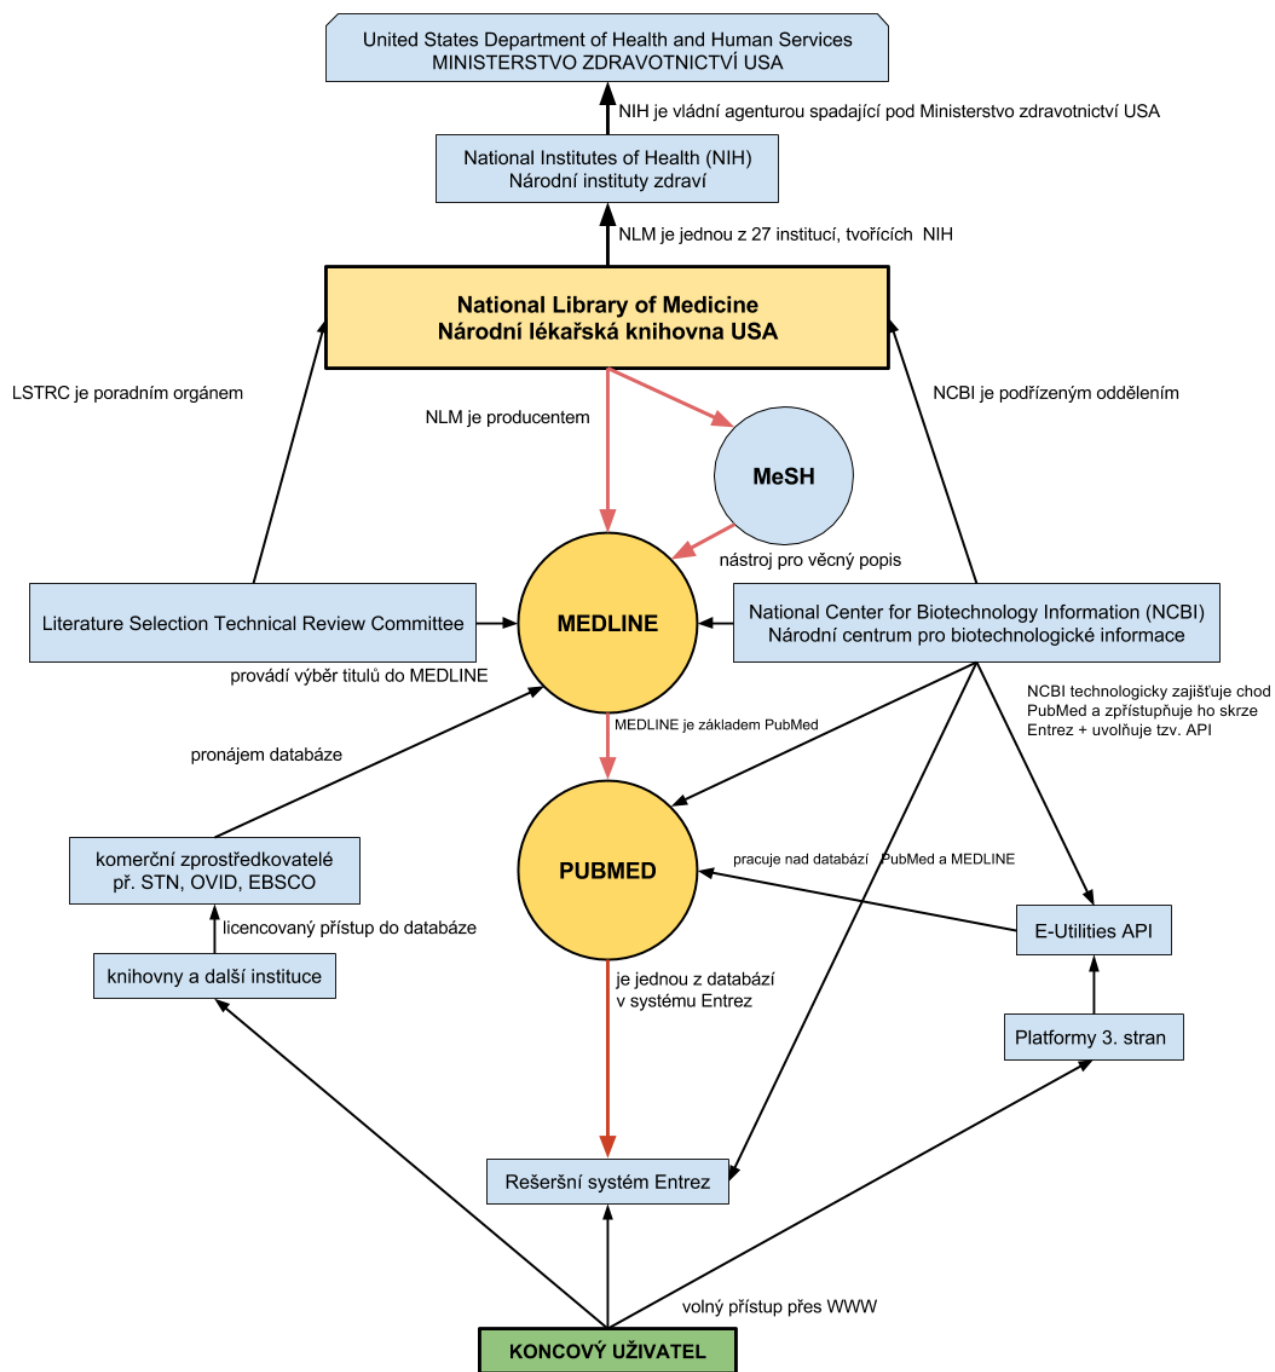 United States Department of Health and Human Services
MINISTERSTVO ZDRAVOTNICTVÍ USA
NIH je vládní agenturou spadající pod Ministerstvo zdravotnictví USA
National Institutes of Health (NIH)
Národní instituty zdraví
NLM je jednou z 27 institucí, tvořících NIH
National Library of Medicine
Národní lékařská knihovna USA
LSTRC je poradním orgánem
NLM je producentem
NCBI je podřízeným oddělením
MeSH
nástroj pro věcný popis
Literature Selection Technical Review Committee
MEDLINE
National Center for Biotechnology Information (NCBI)
Národní centrum pro biotechnologické informace
provádí výběr titulů do MEDLINE
NCBI technologicky zajišťuje chod
PubMed a zpřístupňuje ho skrze
Entrez + uvolňuje tzv. API
MEDLINE je základem PubMed
pronájem databáze
komerční zprostředkovatelé
př. STN, OVID, EBSCO
PUBMED
pracuje nad databází PubMed a MEDLINE
licencovaný přístup do databáze
E-Utilities API
knihovny a další instituce
je jednou z databází
v systému Entrez
Platformy 3. stran
Rešeršní systém Entrez
volný přístup přes WWW
KONCOVÝ UŽIVATEL